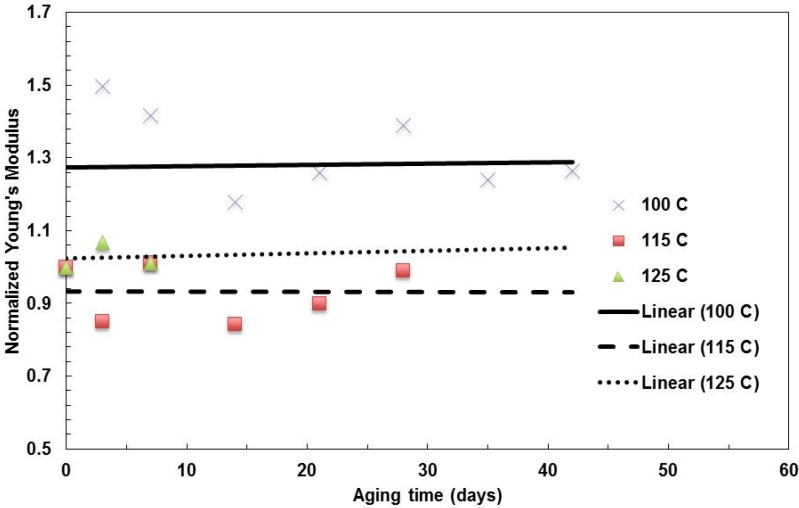 1.7
1.5
1.3
1.1
0.9
0.7
0.5
Normalized Young's Modulus
0 10 20 30 40 50 60
Aging time (days)
100 C
115 C
125 C
Linear (100 C)
Linear (115 C)
Linear (125 C)